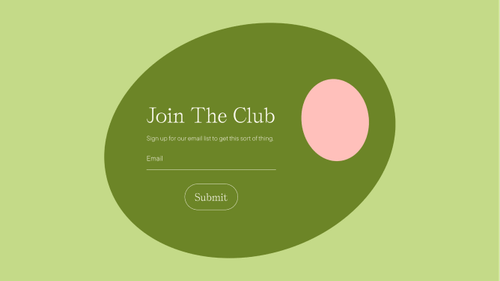 Join The Club
Sign up for our email list to get this sort of thing.
Email
Submit